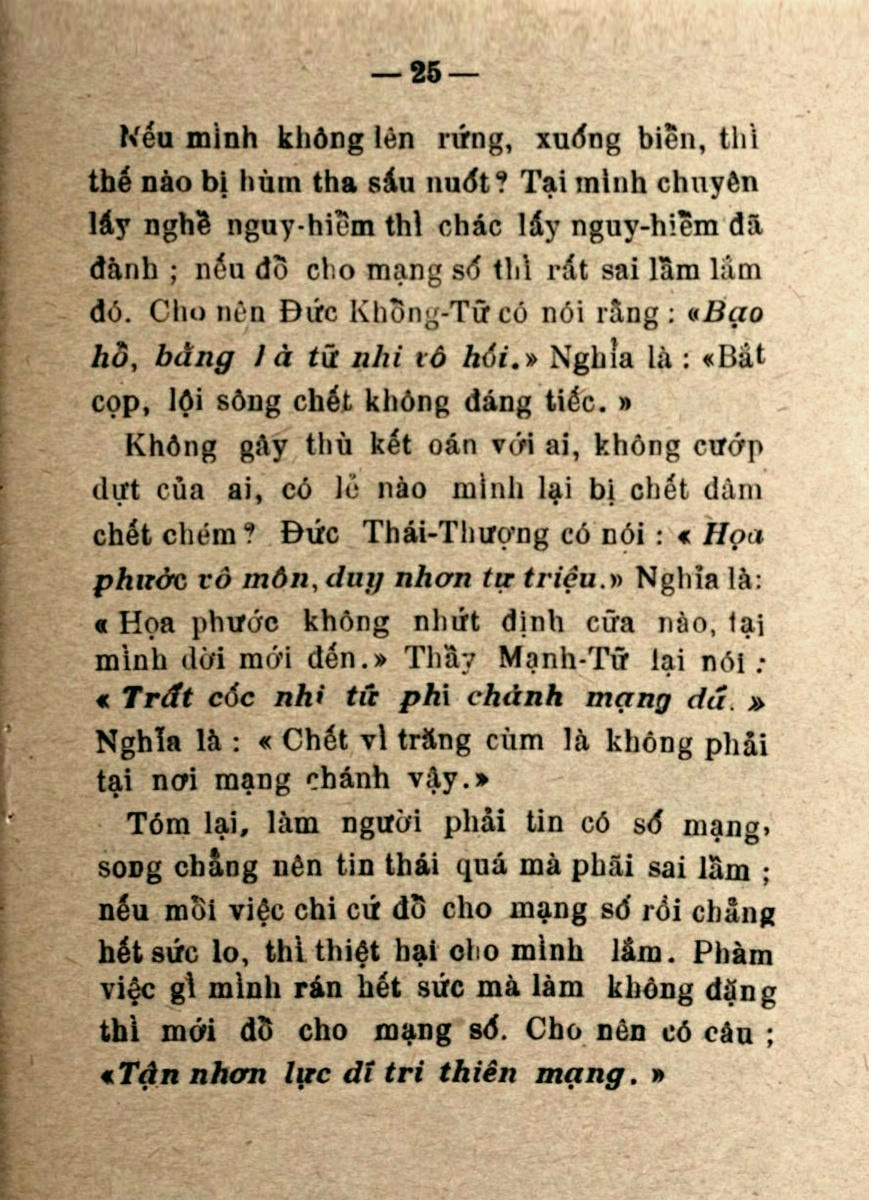 — 25 —
Nếu mình không lên rừng, xuống biển, thì
thế nào bị hùm tha sấu nuốt? Tại mình chuyên
lấy nghề nguy-hiểm thì chác lấy nguy-hiểm đã
đành ; nếu đổ cho mạng số thì rất sai lầm lắm
đó. Cho nên Đức Khổng-Tử có nói rằng : «Bạo
hổ, bằng là tử nhi vô hối.» Nghỉa là : «Bắt
cọp, lội sông chết không đáng tiếc. »
Không gây thù kết oán với ai, không cướp
dựt của ai, có lẻ nào mình lại bị chết dâm
chết chém? Đức Thái-Thượng có nói : « Họa
phước vô môn, duy nhơn tự triệu.» Nghỉa là:
« Họa phước không nhứt định cữa nào, tại
mình dời mới đến.» Thầy Mạnh-Tử lại nói :
« Trất cốc nhi tử phi chánh mạng dã. »
Nghĩa là : « Chết vì trăng cùm là không phải
tại nơi mạng chánh vậy.»
Tóm lại, làm người phải tin có số mạng,
song chẳng nên tin thái quá mà phãi sai lầm ;
nếu mỗi việc chi cứ đổ cho mạng số rồi chẳng
hết sức lo, thì thiệt hại cho mình lắm. Phàm
việc gì mình rán hết sức mà làm không đặng
thì mới đổ cho mạng số. Cho nên có câu ;
«Tận nhơn lực dĩ tri thiên mạng. »